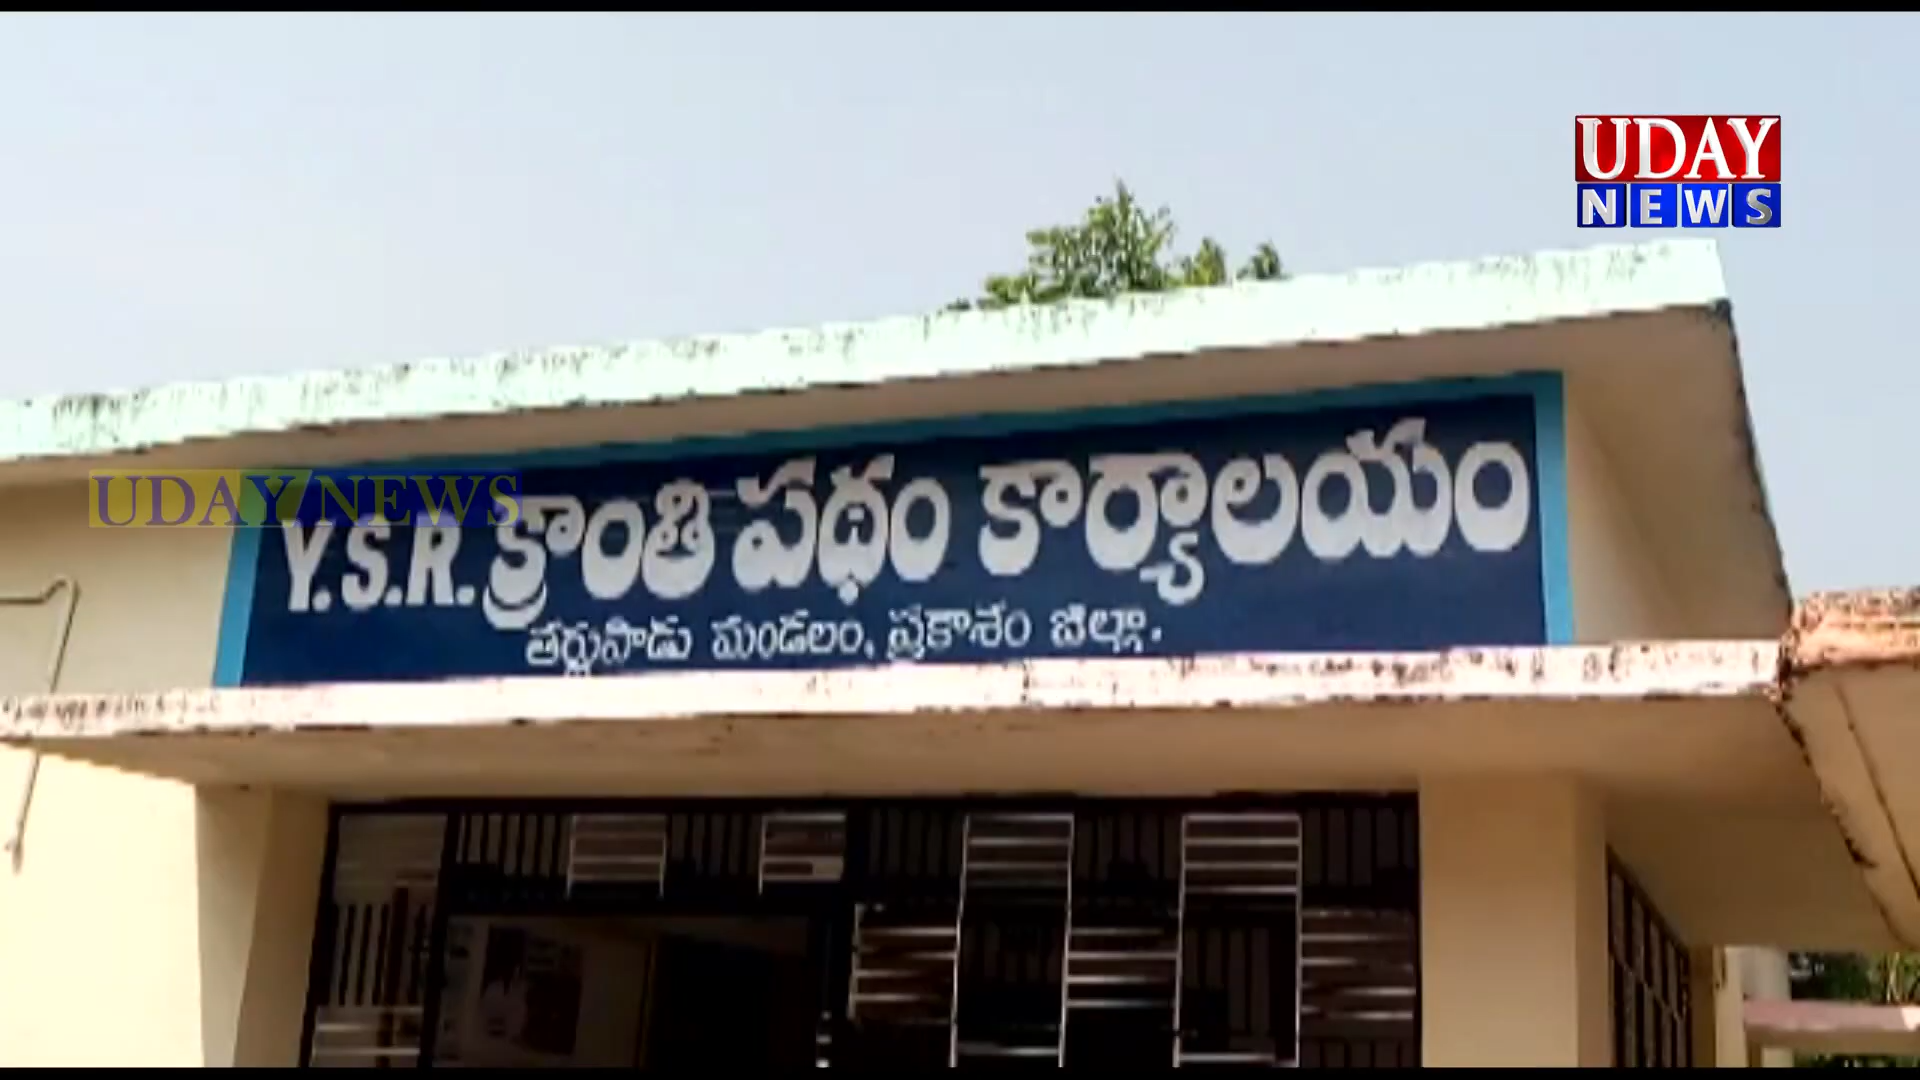 UDAY
NEWS
UDAY NEWS
Y.S.R. క్రాంతి పథం కార్యాలయం
తర్లుపాడు మండలం, ప్రకాశం జిల్లా.